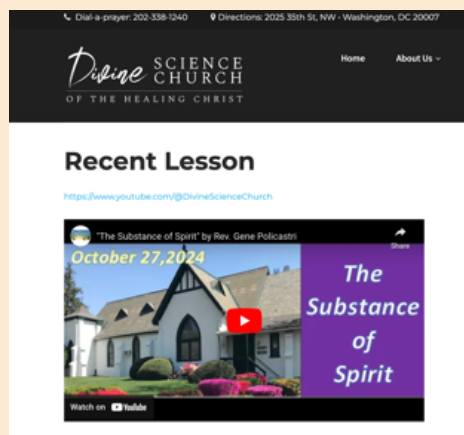 Dial-a-prayer: 202-338-1240 Directions: 2025 35th St, NW - Washington, DC 20007
Divine SCIENCE CHURCH
OF THE HEALING CHRIST
Home About Us
Recent Lesson
https://www.youtube.com/@DivineScienceChurch
"The Substance of Spirit" by Rev. Gene Policastri
Share
October 27,2024
The
Substance
of
Spirit
Watch on YouTube